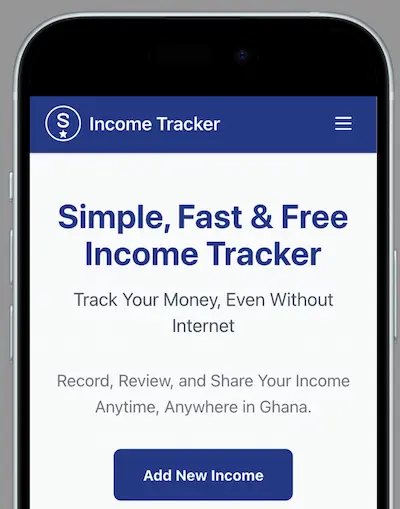 S
Income Tracker
Simple, Fast & Free
Income Tracker
Track Your Money, Even Without
Internet
Record, Review, and Share Your Income
Anytime, Anywhere in Ghana.
Add New Income